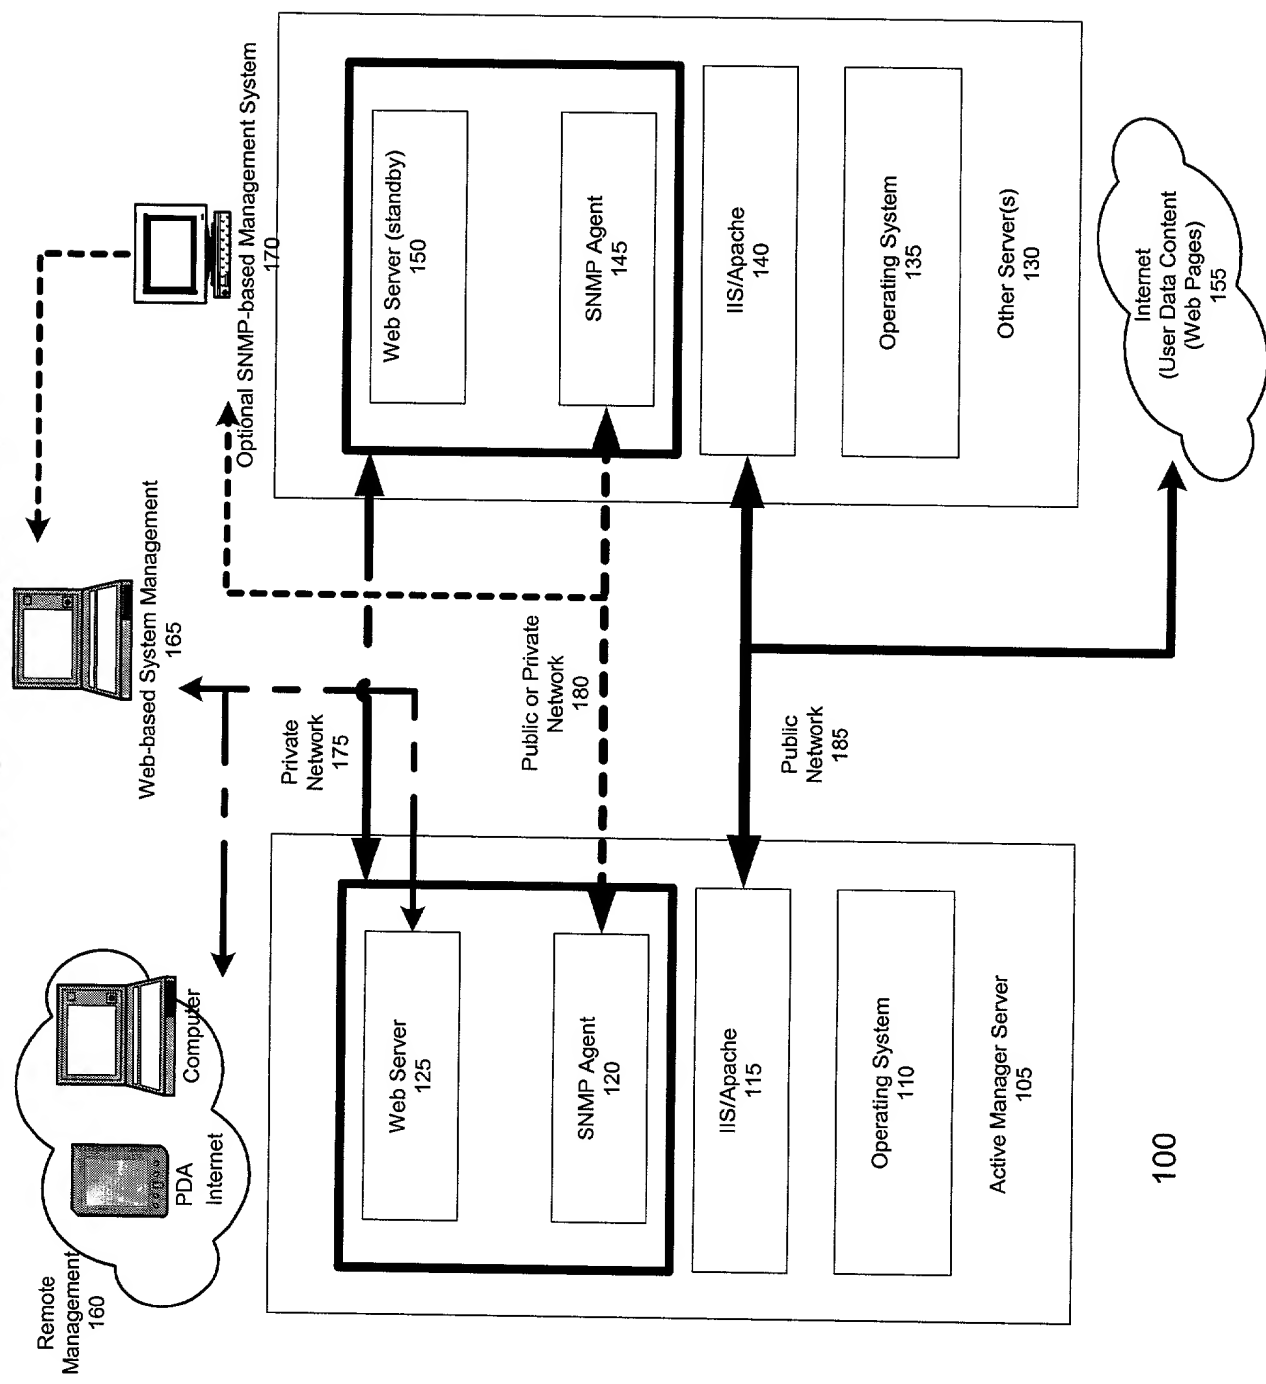 Remote
Management
160
PDA
Internet
Computer
Web-based System Management
165
Optional SNMP-based Management System
170
Private
Network
175
Public or Private
Network
180
Public
Network
185
Web Server
125
SNMP Agent
120
IIS/Apache
115
Operating System
110
Active Manager Server
105
Web Server (standby)
150
SNMP Agent
145
IIS/Apache
140
Operating System
135
Other Server(s)
130
Internet
(User Data Content
(Web Pages)
155
100